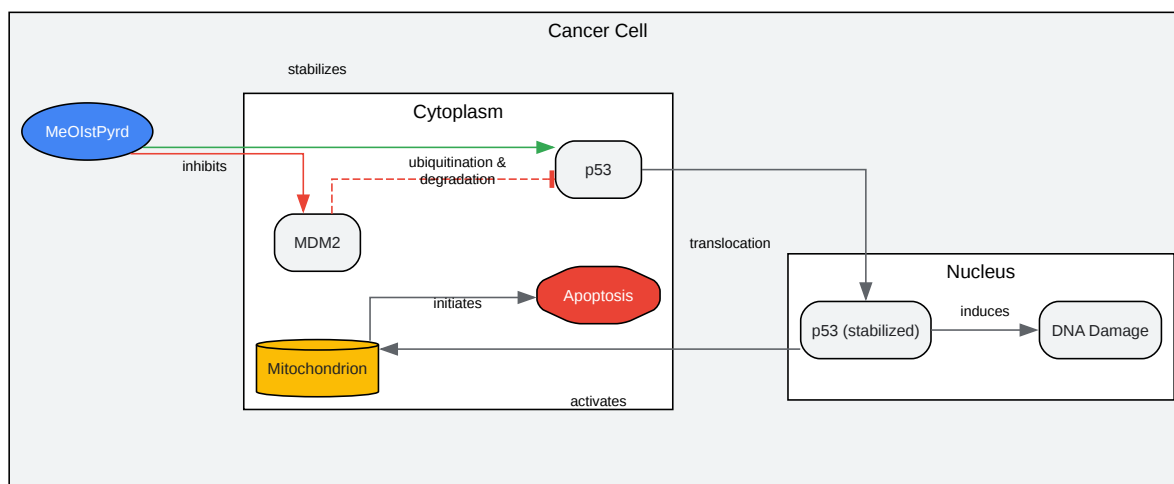 Cancer Cell
stabilizes
Cytoplasm
MeOIstPyrd
inhibits
ubiquitination &
degradation
p53
MDM2
translocation
Nucleus
initiates
Apoptosis
p53 (stabilized)
induces
DNA Damage
Mitochondrion
activates